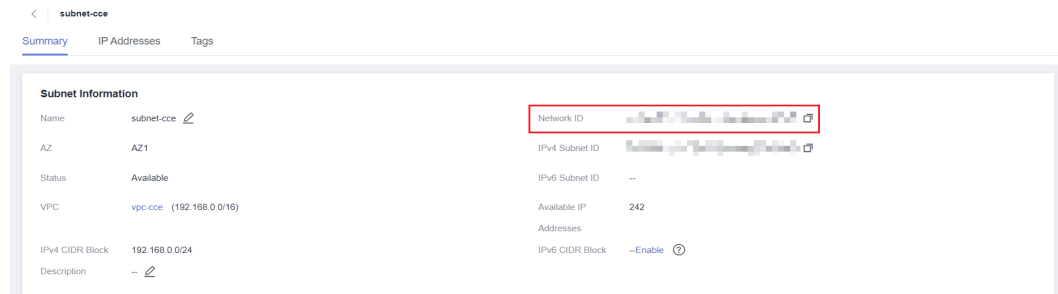 subnet-cce
Summary IP Addresses Tags
Subnet Information
Name subnet-cce Network ID
AZ AZ1 IPv4 Subnet ID
Status Available IPv6 Subnet ID --
VPC vpc-cce (192.168.0.0/16) Available IP Addresses 242
IPv4 CIDR Block 192.168.0.0/24 IPv6 CIDR Block --Enable
Description --